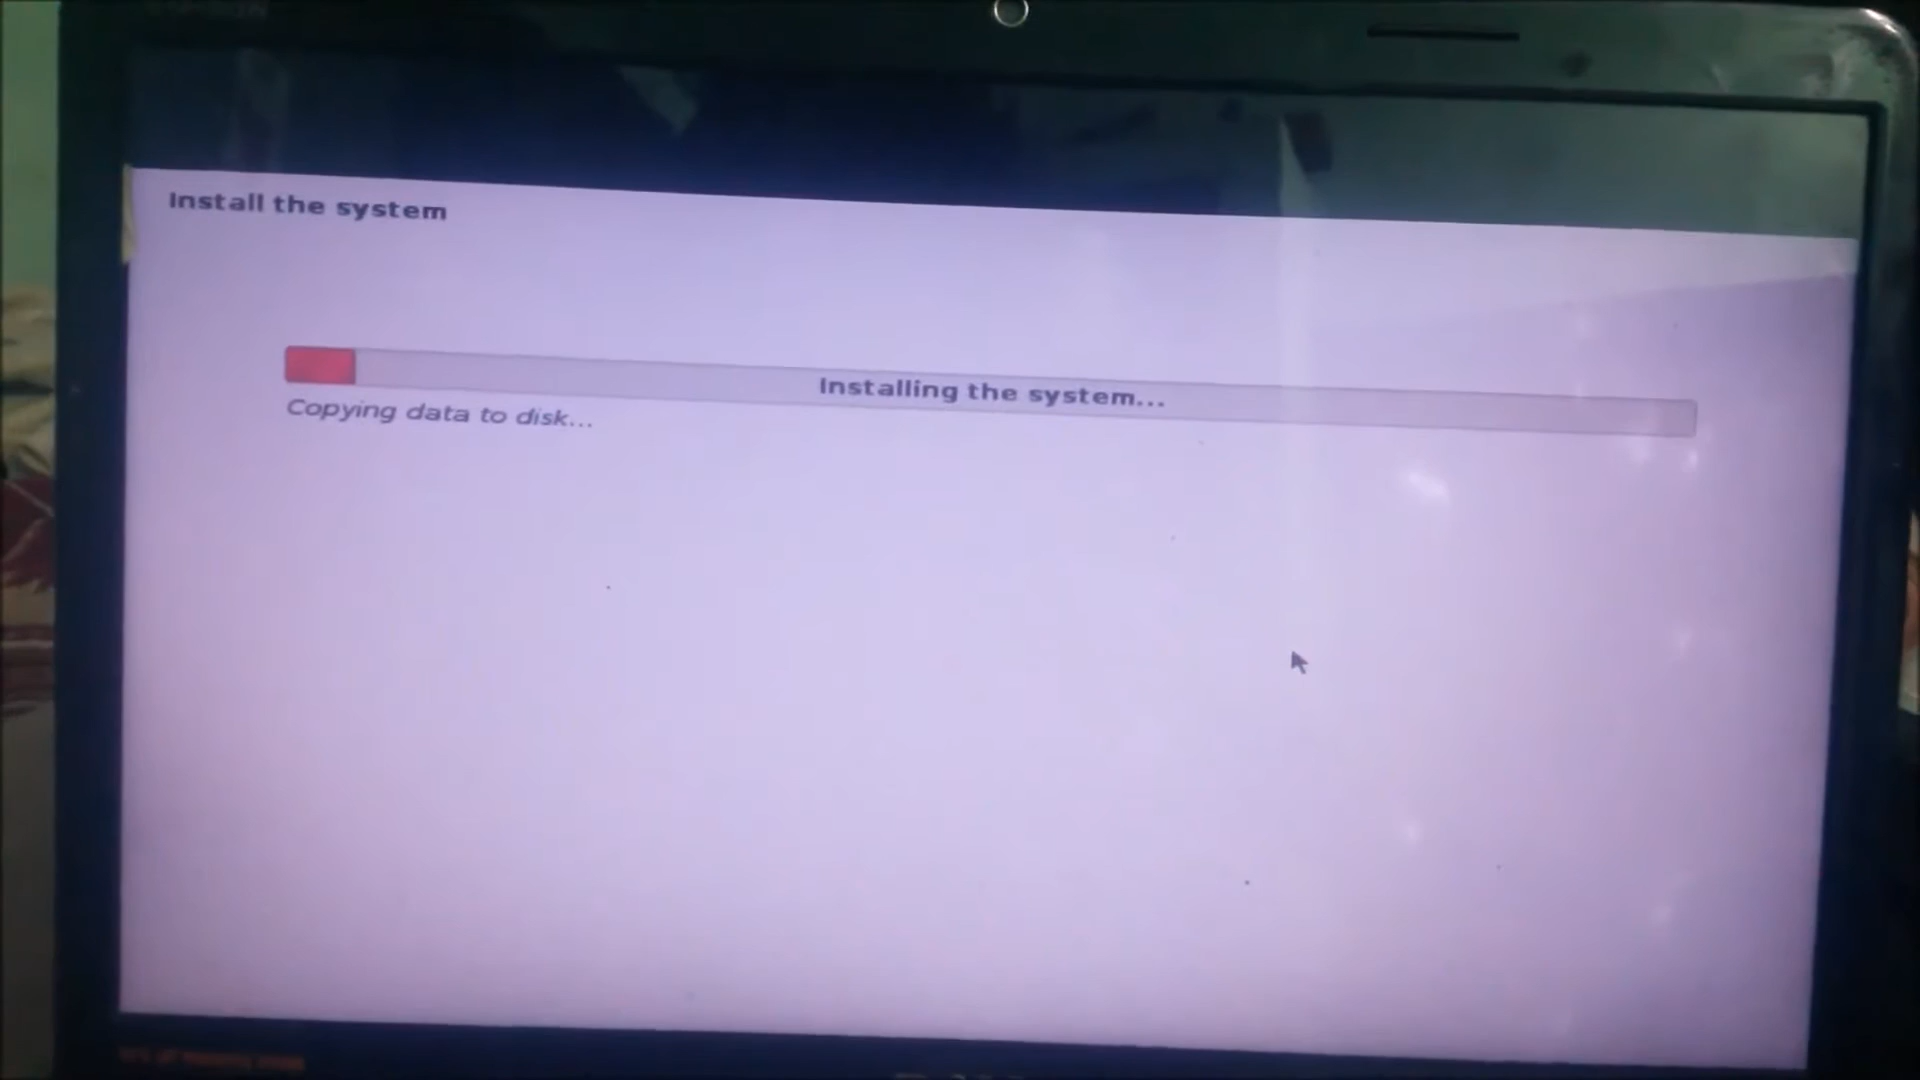 Install the system
Installing the system...
Copying data to disk...